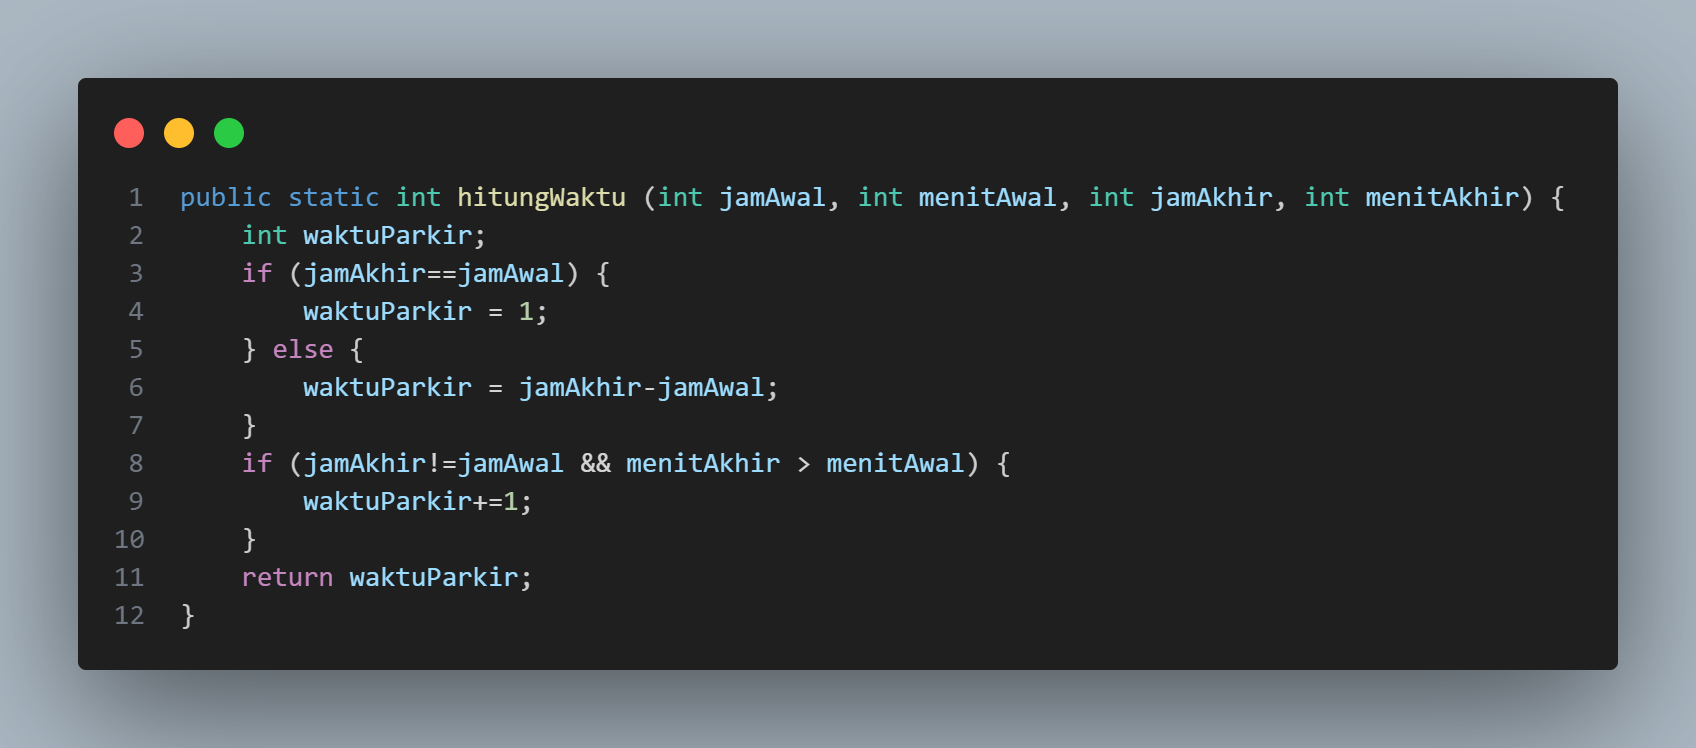 1 public static int hitungWaktu (int jamAwal, int menitAwal, int jamAkhir, int menitAkhir) {
2     int waktuParkir;
3     if (jamAkhir==jamAwal) {
4         waktuParkir = 1;
5     } else {
6         waktuParkir = jamAkhir-jamAwal;
7     }
8     if (jamAkhir!=jamAwal && menitAkhir > menitAwal) {
9         waktuParkir+=1;
10     }
11     return waktuParkir;
12 }